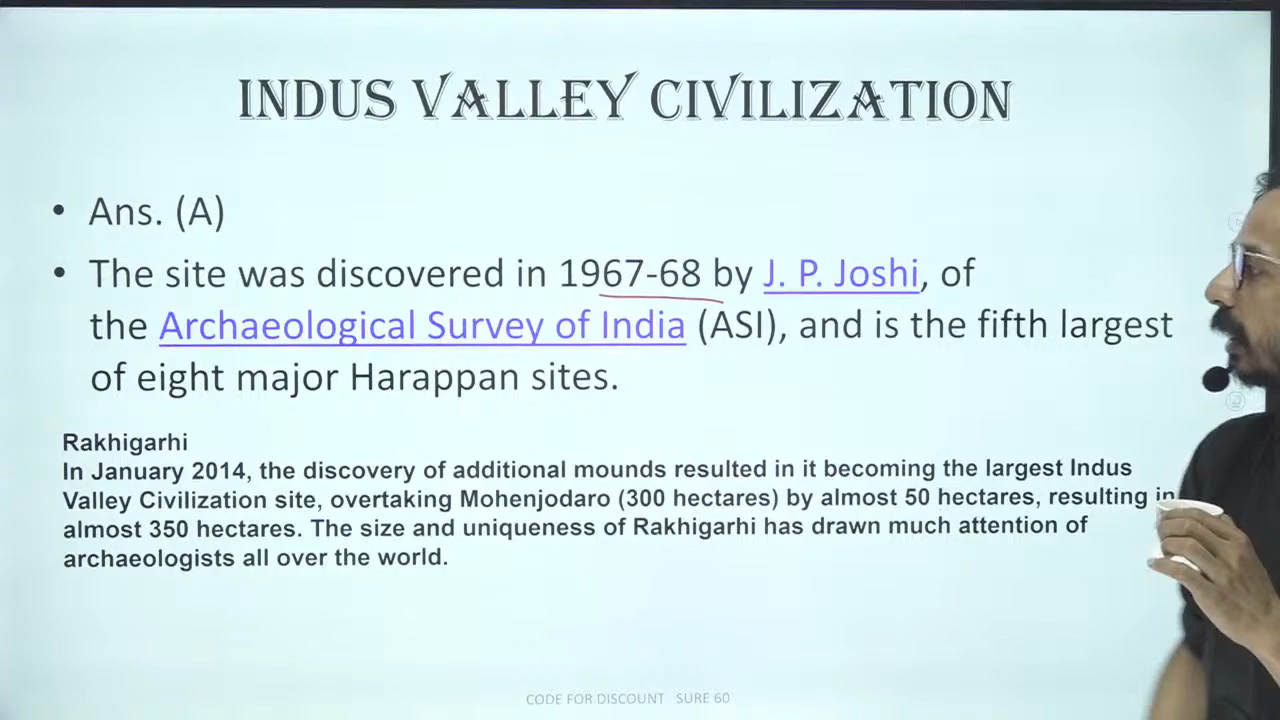 INDUS VALLEY CIVILIZATION
• Ans. (A)
• The site was discovered in 1967-68 by J. P. Joshi, of
the Archaeological Survey of India (ASI), and is the fifth largest
of eight major Harappan sites.
Rakhigarhi
In January 2014, the discovery of additional mounds resulted in it becoming the largest Indus
Valley Civilization site, overtaking Mohenjodaro (300 hectares) by almost 50 hectares, resulting in
almost 350 hectares. The size and uniqueness of Rakhigarhi has drawn much attention of
archaeologists all over the world.
CODE FOR DISCOUNT SURE 60